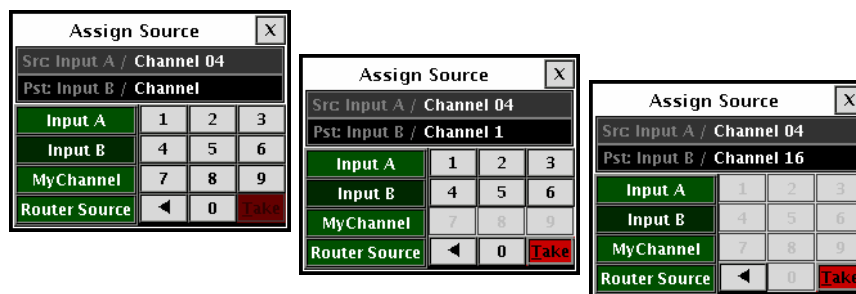 Assign Source X
Src: Input A / Channel 04
Pst: Input B / Channel
Input A 1 2 3
Input B 4 5 6
MyChannel 7 8 9
Router Source ◀ 0 Take
Assign Source X
Src: Input A / Channel 04
Pst: Input B / Channel 1
Input A 1 2 3
Input B 4 5 6
MyChannel 7 8 9
Router Source ◀ 0 Take
Assign Source X
Src: Input A / Channel 04
Pst: Input B / Channel 16
Input A 1 2 3
Input B 4 5 6
MyChannel 7 8 9
Router Source ◀ 0 Take